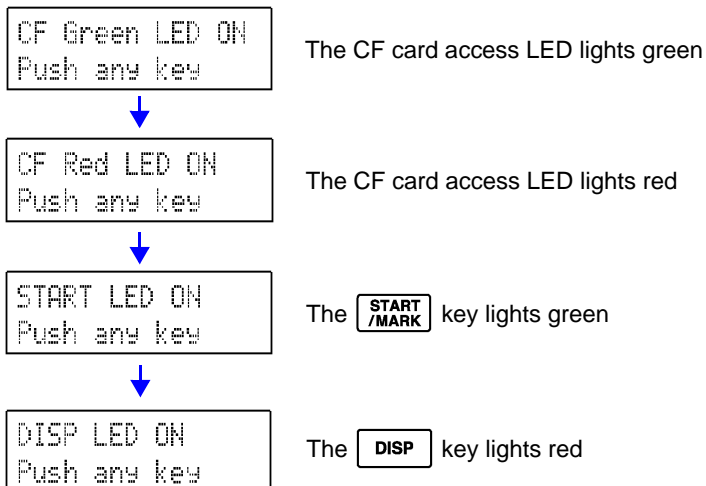 CF Green LED ON
Push any key
The CF card access LED lights green
CF Red LED ON
Push any key
The CF card access LED lights red
START LED ON
Push any key
The START /MARK key lights green
DISP LED ON
Push any key
The DISP key lights red